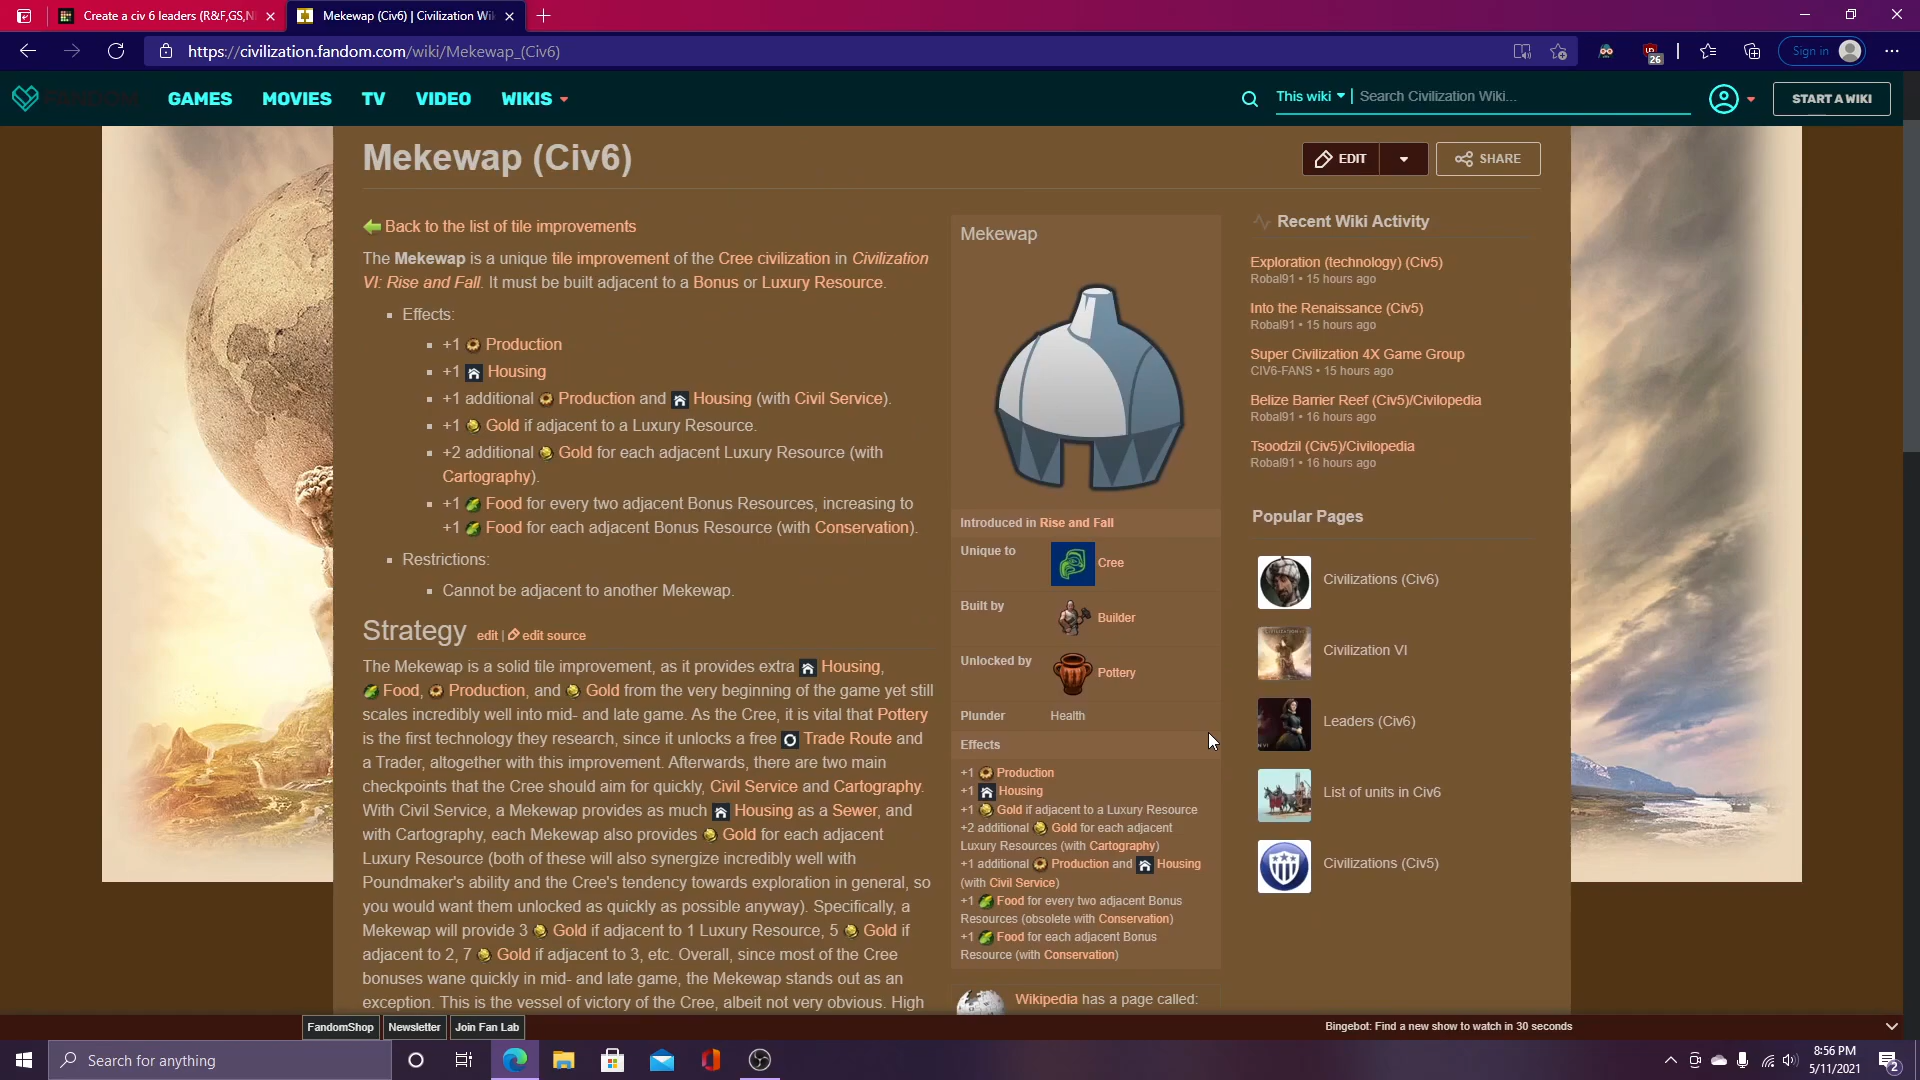 Create a civ 6 leaders (R&F,GS,N
Mekewap (Civ6) | Civilization Wi
https://civilization.fandom.com/wiki/Mekewap_(Civ6)
26
Sign in
GAMES MOVIES TV VIDEO WIKIS
This wiki
Search Civilization Wiki...
START A WIKI
Mekewap (Civ6)
EDIT
SHARE
Back to the list of tile improvements
The Mekewap is a unique tile improvement of the Cree civilization in Civilization
VI: Rise and Fall. It must be built adjacent to a Bonus or Luxury Resource.
Effects:
+1 Production
+1 Housing
+1 additional Production and Housing (with Civil Service).
+1 Gold if adjacent to a Luxury Resource.
+2 additional Gold for each adjacent Luxury Resource (with
Cartography).
+1 Food for every two adjacent Bonus Resources, increasing to
+1 Food for each adjacent Bonus Resource (with Conservation).
Restrictions:
Cannot be adjacent to another Mekewap.
Strategy edit | edit source
The Mekewap is a solid tile improvement, as it provides extra Housing,
Food, Production, and Gold from the very beginning of the game yet still
scales incredibly well into mid- and late game. As the Cree, it is vital that Pottery
is the first technology they research, since it unlocks a free Trade Route and
a Trader, altogether with this improvement. Afterwards, there are two main
checkpoints that the Cree should aim for quickly, Civil Service and Cartography.
With Civil Service, a Mekewap provides as much Housing as a Sewer, and
with Cartography, each Mekewap also provides Gold for each adjacent
Luxury Resource (both of these will also synergize incredibly well with
Poundmaker's ability and the Cree's tendency towards exploration in general, so
you would want them unlocked as quickly as possible anyway). Specifically, a
Mekewap will provide 3 Gold if adjacent to 1 Luxury Resource, 5 Gold if
adjacent to 2, 7 Gold if adjacent to 3, etc. Overall, since most of the Cree
bonuses wane quickly in mid- and late game, the Mekewap stands out as an
exception. This is the vessel of victory of the Cree, albeit not very obvious. High
Mekewap
Introduced in Rise and Fall
Unique to
Cree
Built by
Builder
Unlocked by
Pottery
Plunder
Health
Effects
+1 Production
+1 Housing
+1 Gold if adjacent to a Luxury Resource
+2 additional Gold for each adjacent
Luxury Resources (with Cartography)
+1 additional Production and Housing
(with Civil Service)
+1 Food for every two adjacent Bonus
Resources (obsolete with Conservation)
+1 Food for each adjacent Bonus
Resource (with Conservation)
Wikipedia has a page called:
Recent Wiki Activity
Exploration (technology) (Civ5)
Robal91 • 15 hours ago
Into the Renaissance (Civ5)
Robal91 • 15 hours ago
Super Civilization 4X Game Group
CIV6-FANS • 15 hours ago
Belize Barrier Reef (Civ5)/Civilopedia
Robal91 • 16 hours ago
Tsoodzil (Civ5)/Civilopedia
Robal91 • 16 hours ago
Popular Pages
Civilizations (Civ6)
Civilization VI
Leaders (Civ6)
List of units in Civ6
Civilizations (Civ5)
FandomShop
Newsletter
Join Fan Lab
Bingebot: Find a new show to watch in 30 seconds
Search for anything
8:56 PM
5/11/2021
2